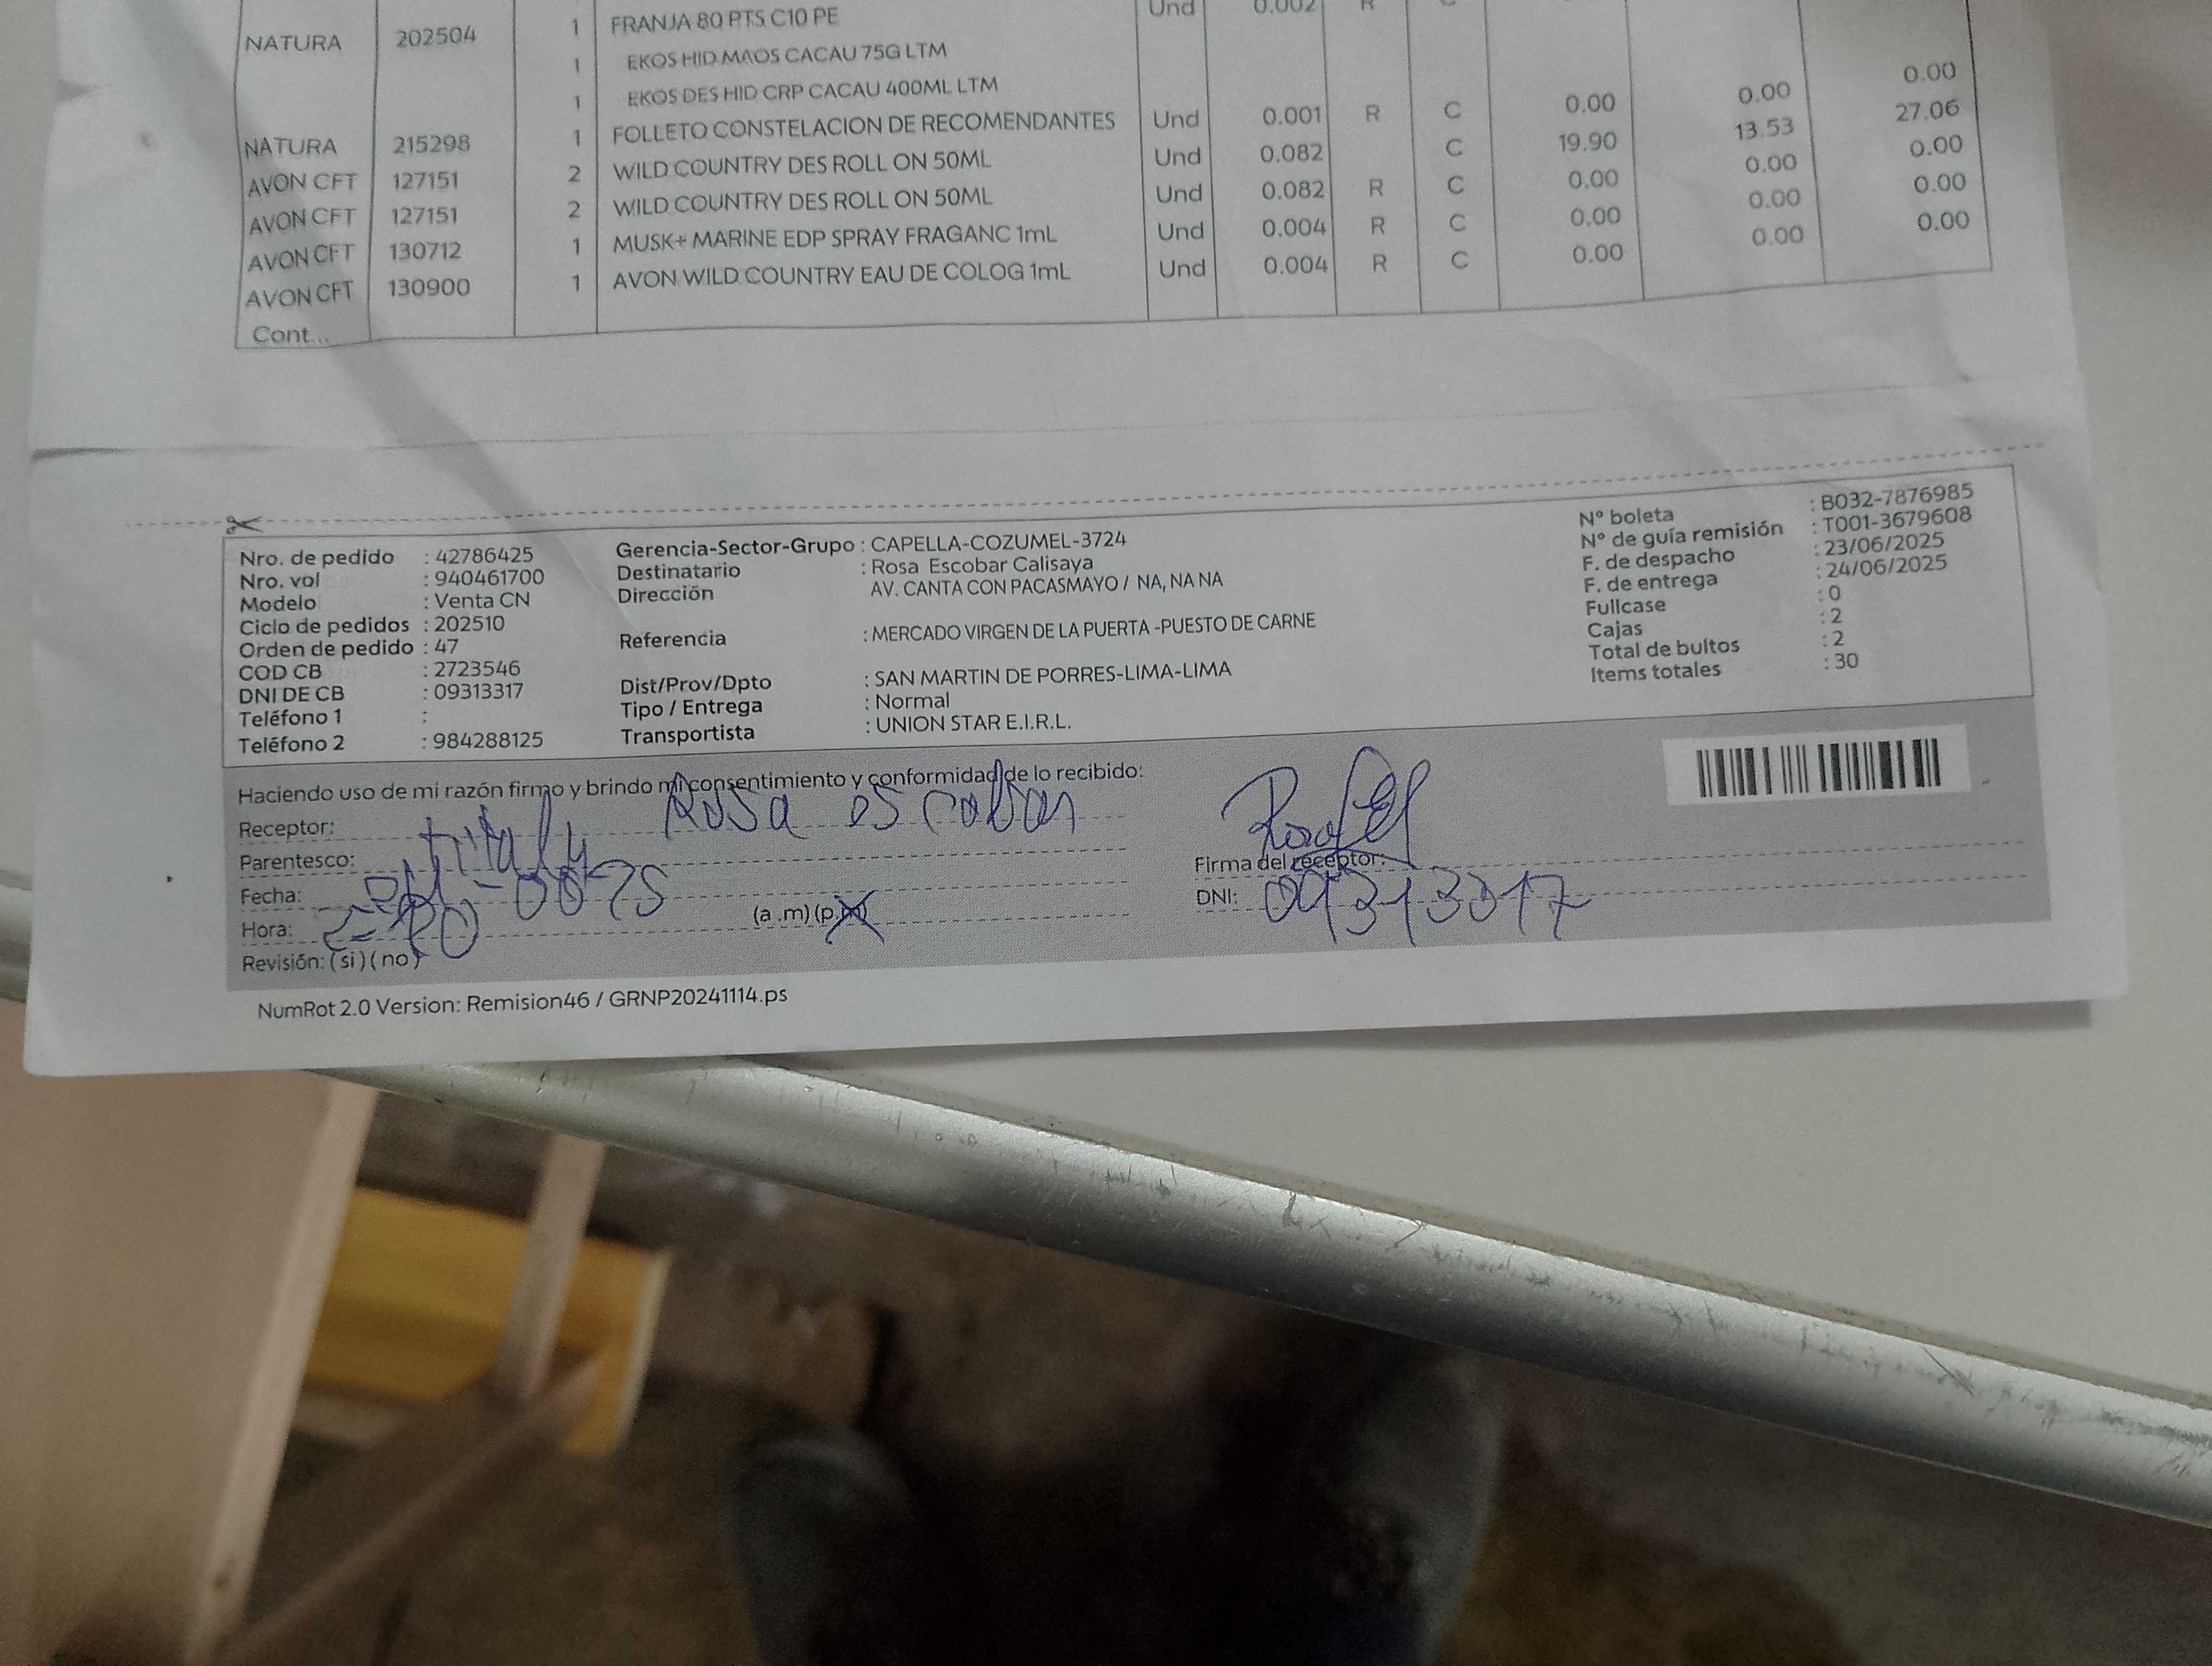 FRANJA 80 PTS C10 PE Und 0.002 R C
NATURA 202504 1
1 EKOS HID MAOS CACAU 75G LTM
1 EKOS DES HID CRP CACAU 400ML LTM
NATURA 215298 1 FOLLETO CONSTELACION DE RECOMENDANTES Und 0.001 R C 0.00 0.00 0.00
AVON CFT 127151 2 WILD COUNTRY DES ROLL ON 50ML Und 0.082 C 19.90 13.53 27.06
AVON CFT 127151 2 WILD COUNTRY DES ROLL ON 50ML Und 0.082 R C 0.00 0.00 0.00
AVON CFT 130712 1 MUSK+ MARINE EDP SPRAY FRAGANC 1mL Und 0.004 R C 0.00 0.00 0.00
AVON CFT 130900 1 AVON WILD COUNTRY EAU DE COLOG 1mL Und 0.004 R C 0.00 0.00 0.00
Cont...
Nro. de pedido : 42786425
Nro. vol : 940461700
Modelo : Venta CN
Ciclo de pedidos : 202510
Orden de pedido : 47
COD CB : 2723546
DNI DE CB : 09313317
Teléfono 1 :
Teléfono 2 : 984288125
Gerencia-Sector-Grupo : CAPELLA-COZUMEL-3724
Destinatario : Rosa Escobar Calisaya
Dirección AV. CANTA CON PACASMAYO / NA, NA NA
Referencia : MERCADO VIRGEN DE LA PUERTA -PUESTO DE CARNE
Dist/Prov/Dpto : SAN MARTIN DE PORRES-LIMA-LIMA
Tipo / Entrega : Normal
Transportista : UNION STAR E.I.R.L.
N° boleta : B032-7876985
N° de guía remisión : T001-3679608
F. de despacho : 23/06/2025
F. de entrega : 24/06/2025
Fullcase : 0
Cajas : 2
Total de bultos : 2
Items totales : 30
Haciendo uso de mi razón firmo y brindo mi consentimiento y conformidad de lo recibido:
Receptor: Rosa escobar
Parentesco:
Fecha:
Hora: (a.m)(p.m)
Revisión: (si)(no)
Firma del receptor:
DNI: 09313317
NumRot 2.0 Version: Remision46 / GRNP20241114.ps